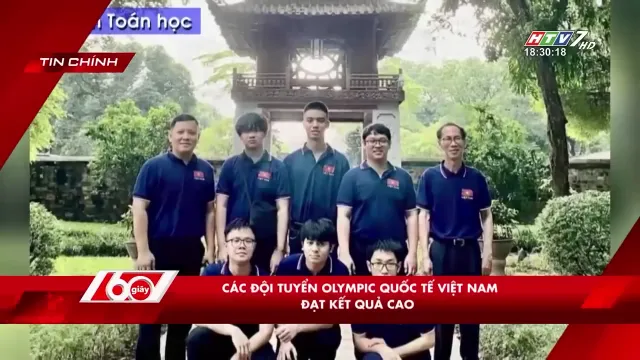 Toán học
HTV7 HD
18:30:18
TIN CHÍNH
60 giây
CÁC ĐỘI TUYỂN OLYMPIC QUỐC TẾ VIỆT NAM
ĐẠT KẾT QUẢ CAO